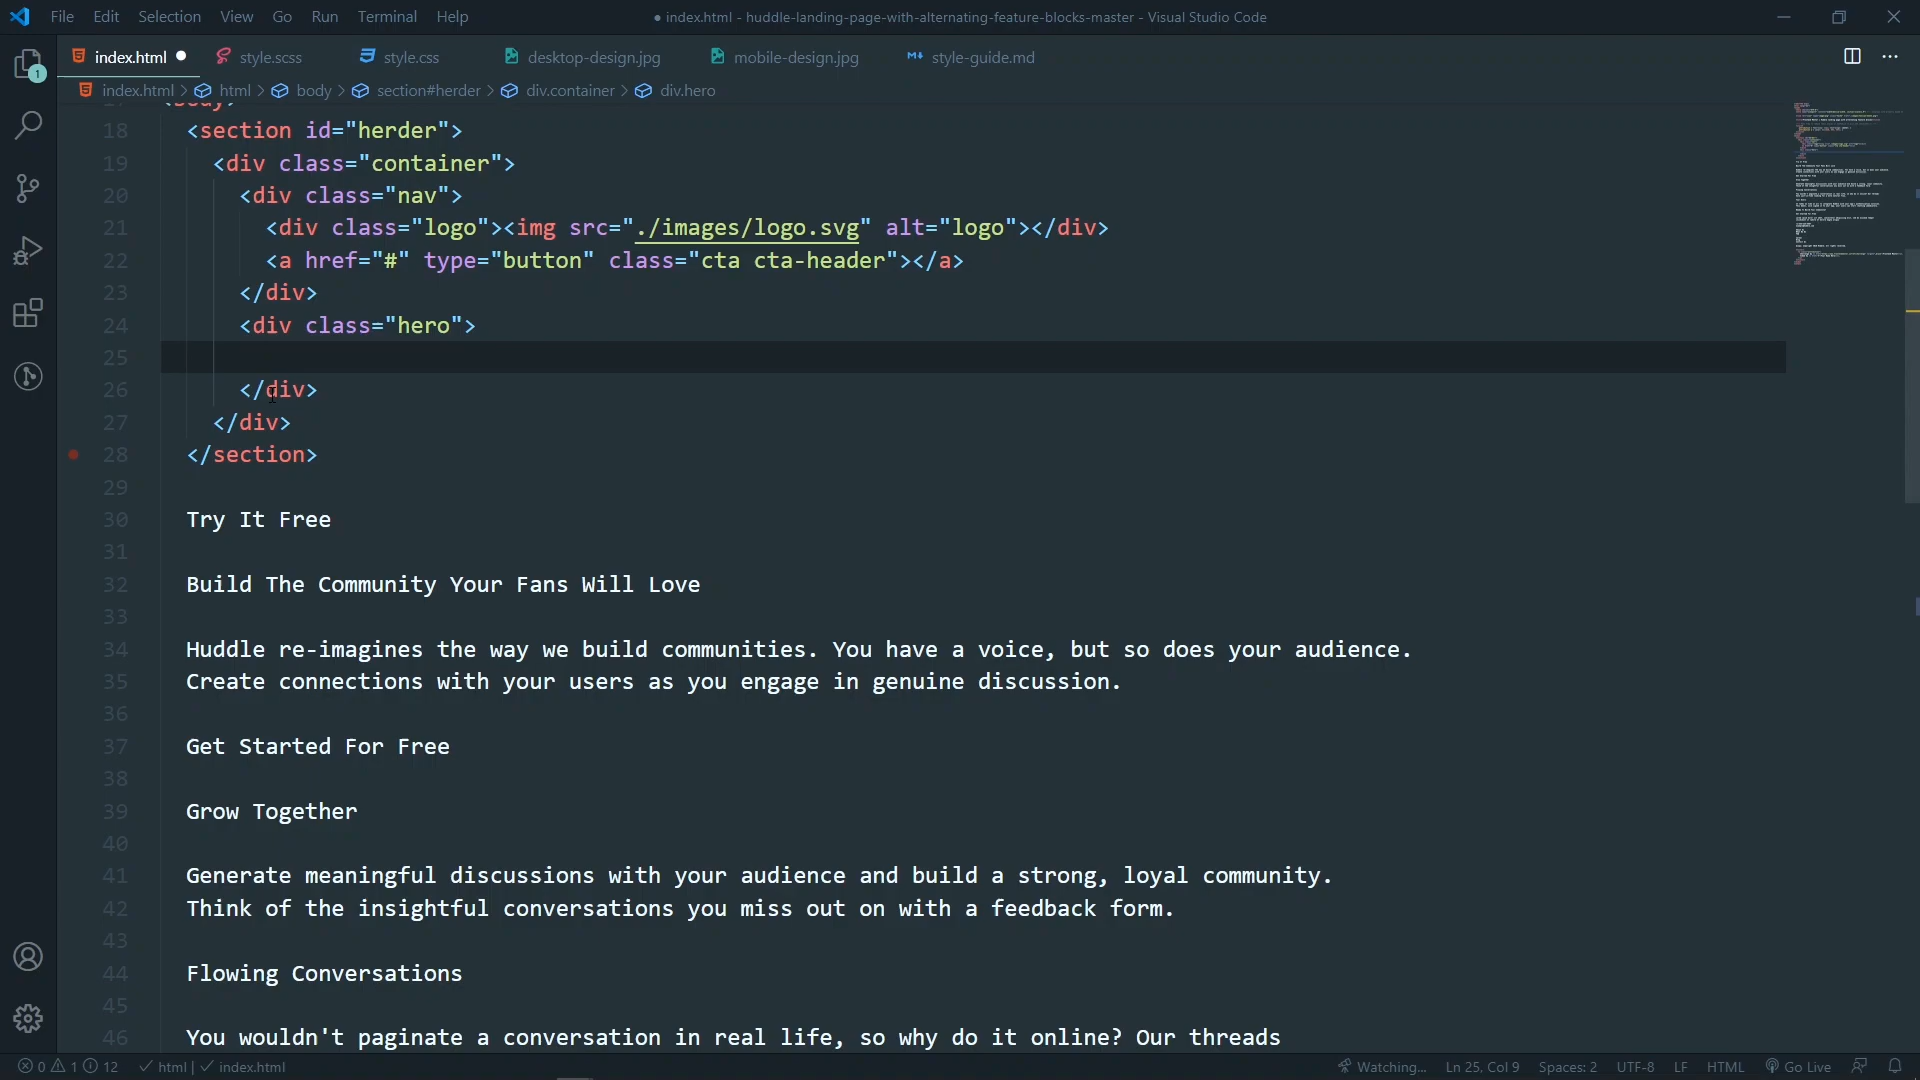 File Edit Selection View Go Run Terminal Help
● index.html - huddle-landing-page-with-alternating-feature-blocks-master - Visual Studio Code
index.html ● style.scss style.css desktop-design.jpg mobile-design.jpg style-guide.md
index.html > html > body > section#herder > div.container > div.hero
18 <section id="herder">
19 <div class="container">
20 <div class="nav">
21 <div class="logo"><img src="./images/logo.svg" alt="logo"></div>
22 <a href="#" type="button" class="cta cta-header"></a>
23 </div>
24 <div class="hero">
25
26 </div>
27 </div>
28 </section>
29
30 Try It Free
31
32 Build The Community Your Fans Will Love
33
34 Huddle re-imagines the way we build communities. You have a voice, but so does your audience.
35 Create connections with your users as you engage in genuine discussion.
36
37 Get Started For Free
38
39 Grow Together
40
41 Generate meaningful discussions with your audience and build a strong, loyal community.
42 Think of the insightful conversations you miss out on with a feedback form.
43
44 Flowing Conversations
45
46 You wouldn't paginate a conversation in real life, so why do it online? Our threads
1
0 1 12 html | index.html Watching... Ln 25, Col 9 Spaces: 2 UTF-8 LF HTML Go Live